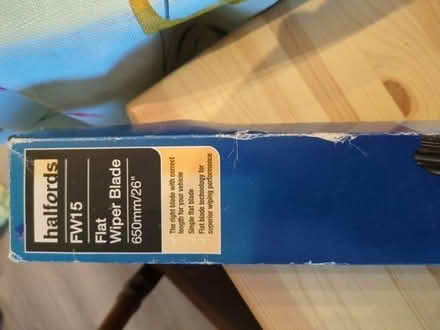 halfords
FW15
Flat
Wiper Blade
650mm/26"
The right blade with correct
length for your vehicle
Single flat blade
Flat blade technology for
superior wiping performance